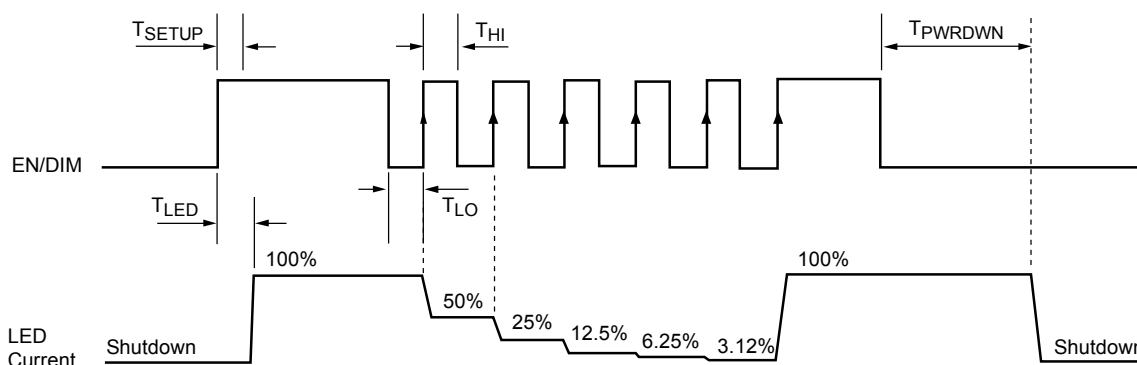 TSETUP
THI
TPWRDWN
EN/DIM
TLED
TLO
100%
50%
25%
12.5%
6.25%
3.12%
100%
LED
Current
Shutdown
Shutdown